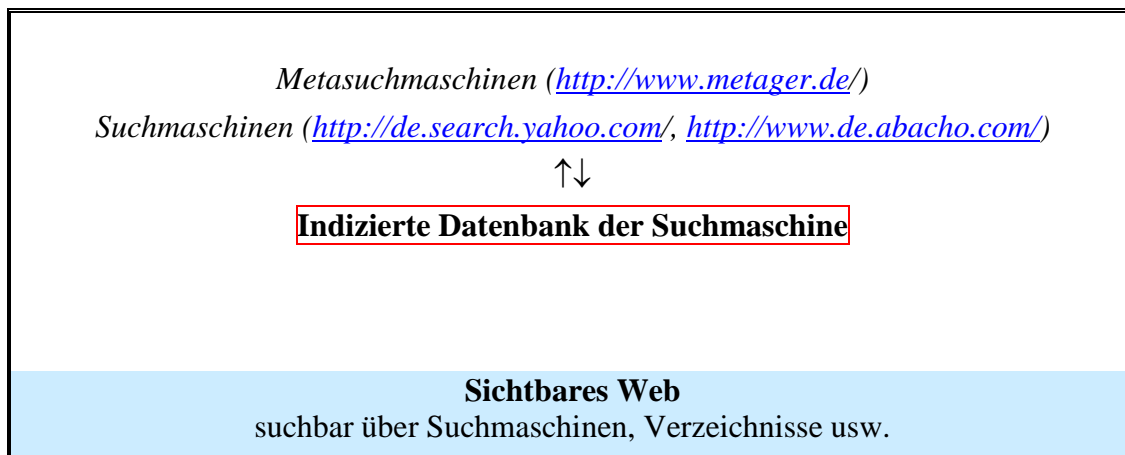 Metasuchmaschinen (http://www.metager.de/)
Suchmaschinen (http://de.search.yahoo.com/, http://www.de.abacho.com/)
↑↓
Indizierte Datenbank der Suchmaschine
Sichtbares Web
suchbar über Suchmaschinen, Verzeichnisse usw.